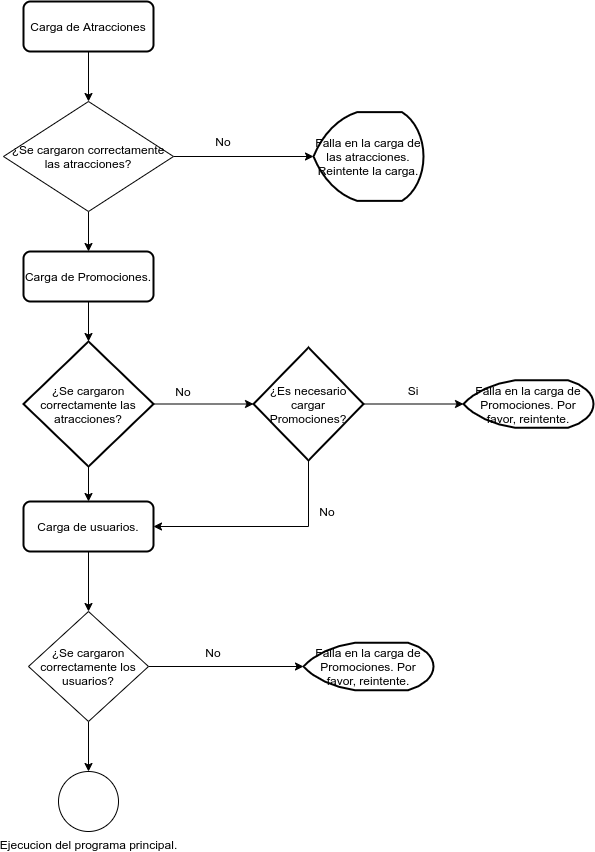 Carga de Atracciones
¿Se cargaron correctamente
las atracciones?
No
Falla en la carga de
las atracciones.
Reintente la carga.
Carga de Promociones.
¿Se cargaron
correctamente las
atracciones?
No
¿Es necesario
cargar
Promociones?
Si
Falla en la carga de
Promociones. Por
favor, reintente.
No
Carga de usuarios.
¿Se cargaron
correctamente los
usuarios?
No
Falla en la carga de
Promociones. Por
favor, reintente.
Ejecucion del programa principal.